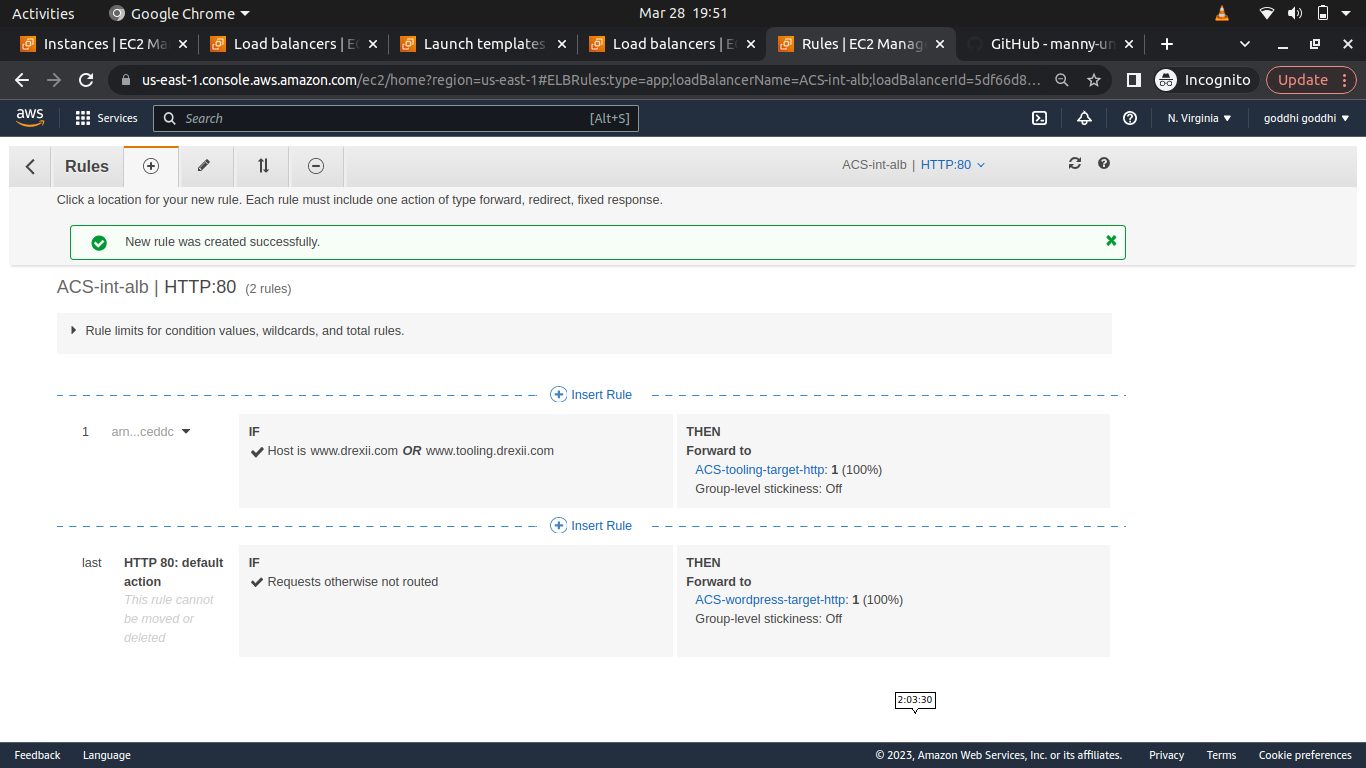 Activities
Google Chrome
Mar 28 19:51
Instances | EC2 Ma
Load balancers | EC
Launch templates
Load balancers | EC
Rules | EC2 Manag
GitHub - manny-un
us-east-1.console.aws.amazon.com/ec2/home?region=us-east-1#ELBRules:type=app;loadBalancerName=ACS-int-alb;loadBalancerId=5df66d8...
Incognito
Update
aws
Services
Search
[Alt+S]
N. Virginia
goddhi goddhi
Rules
ACS-int-alb | HTTP:80
Click a location for your new rule. Each rule must include one action of type forward, redirect, fixed response.
New rule was created successfully.
ACS-int-alb | HTTP:80 (2 rules)
Rule limits for condition values, wildcards, and total rules.
Insert Rule
1
arn...ceddc
IF
Host is www.drexii.com OR www.tooling.drexii.com
THEN
Forward to
ACS-tooling-target-http: 1 (100%)
Group-level stickiness: Off
Insert Rule
last
HTTP 80: default
action
This rule cannot
be moved or
deleted
IF
Requests otherwise not routed
THEN
Forward to
ACS-wordpress-target-http: 1 (100%)
Group-level stickiness: Off
2:03:30
Feedback
Language
© 2023, Amazon Web Services, Inc. or its affiliates.
Privacy
Terms
Cookie preferences